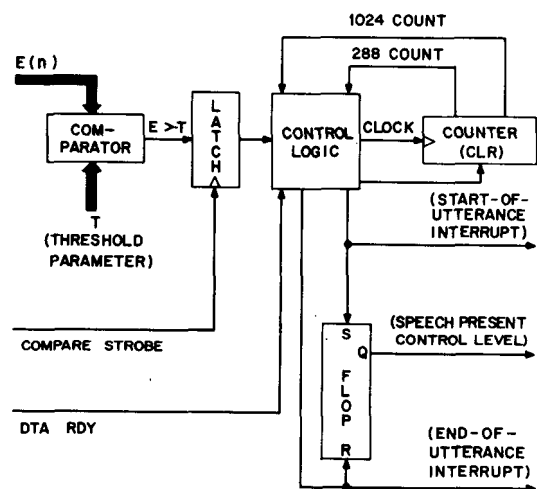 1024 COUNT
288 COUNT
E(n)
COM-
PARATOR
E >T
LATCH
CONTROL
LOGIC
CLOCK
COUNTER
(CLR)
T
(THRESHOLD
PARAMETER)
(START-OF-
UTTERANCE
INTERRUPT)
COMPARE STROBE
S
Q
FLOP
R
(SPEECH PRESENT
CONTROL LEVEL)
DTA RDY
(END-OF-
UTTERANCE
INTERRUPT)